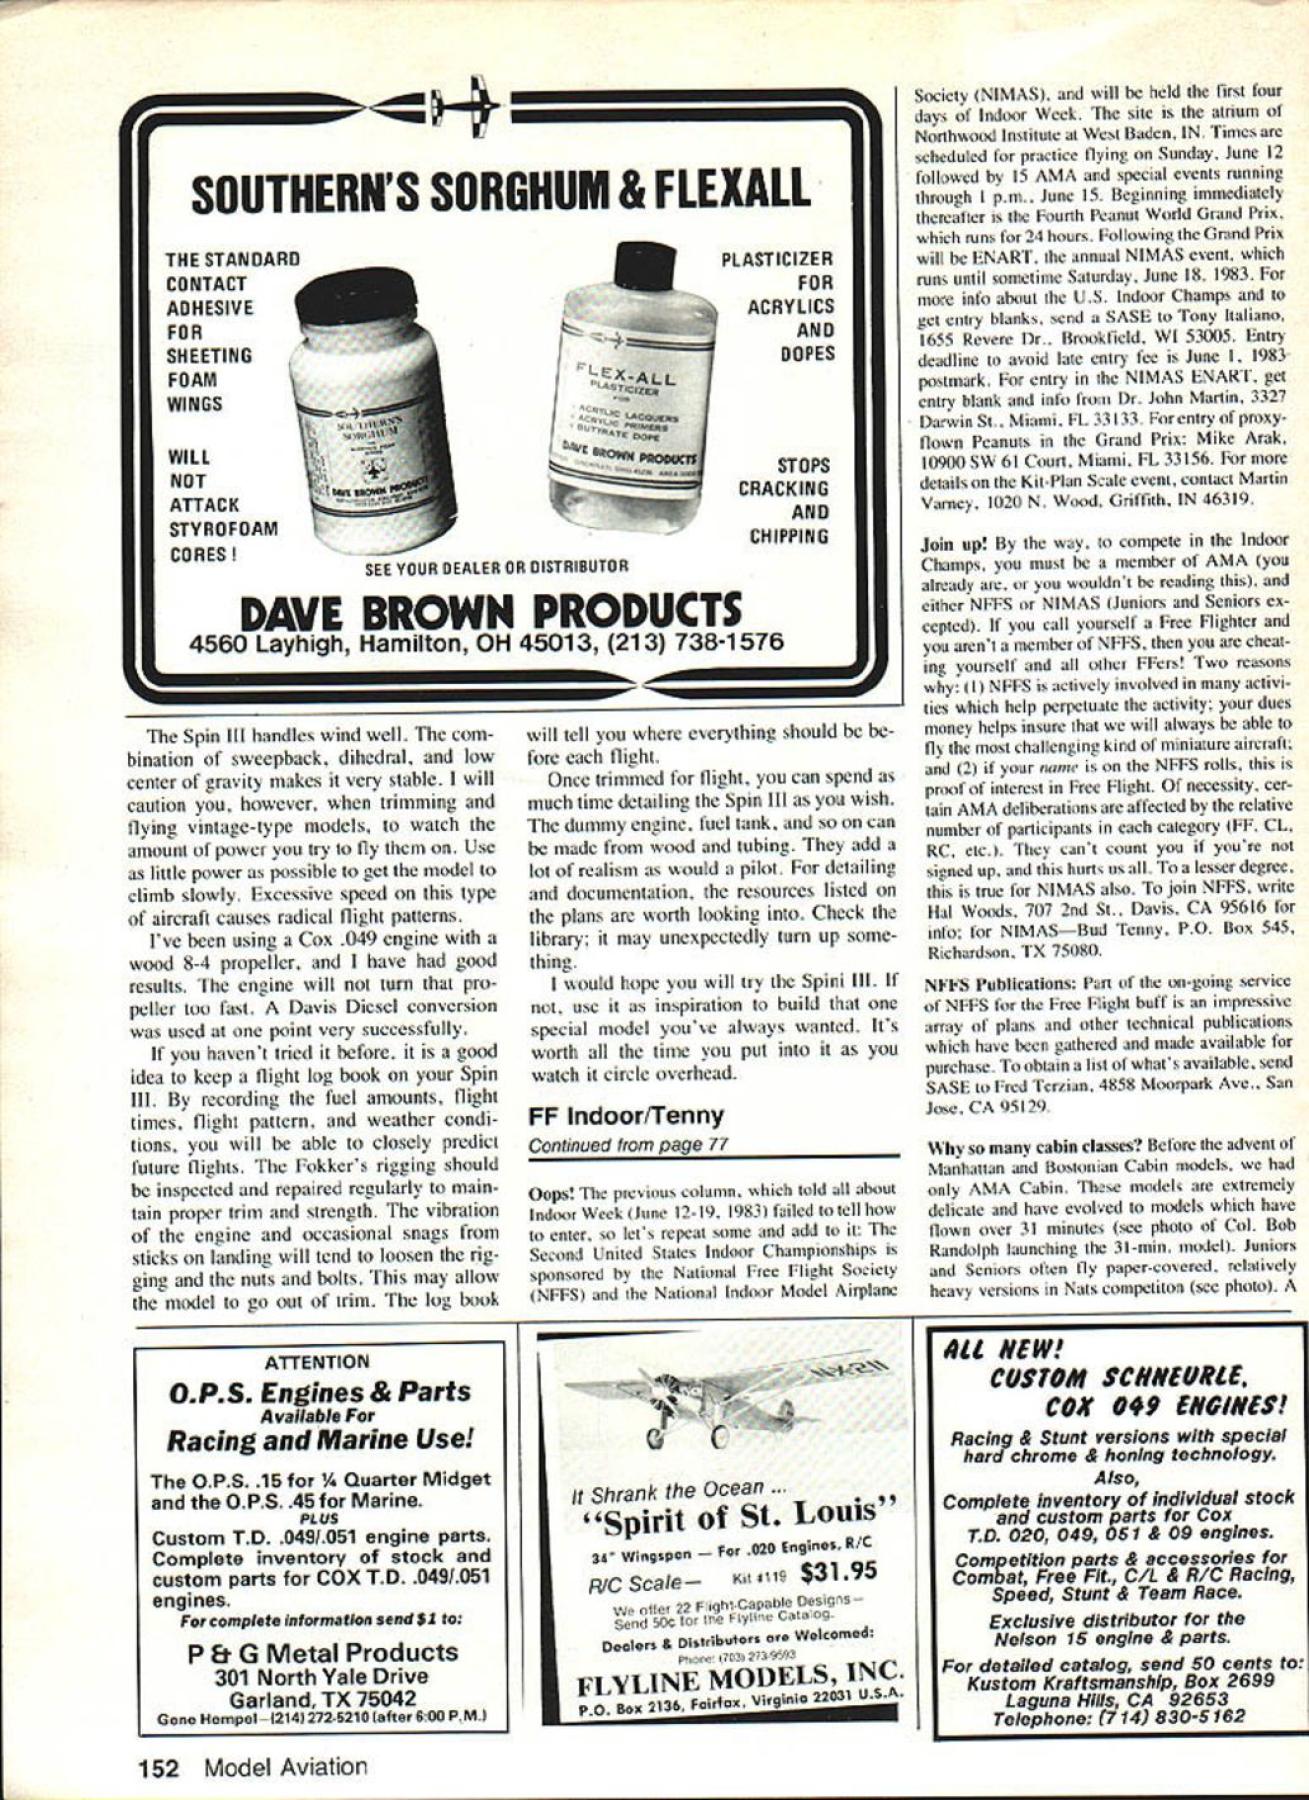 SOUTHERN'S SORGHUM & FLEXALL
THE STANDARD
CONTACT
ADHESIVE
FOR
SHEETING
FOAM
WINGS
WILL
NOT
ATTACK
STYROFOAM
CORES!
SOUTHERN'S
SORGHUM
DAVE BROWN PRODUCTS
FLEX-ALL
PLASTICIZER
FOR
• ACRYLIC LACQUERS
• ACRYLIC PRIMERS
• BUTYRATE DOPE
DAVE BROWN PRODUCTS
PLASTICIZER
FOR
ACRYLICS
AND
DOPES
STOPS
CRACKING
AND
CHIPPING
SEE YOUR DEALER OR DISTRIBUTOR
DAVE BROWN PRODUCTS
4560 Layhigh, Hamilton, OH 45013, (213) 738-1576
The Spin III handles wind well. The com-
bination of sweepback, dihedral, and low
center of gravity makes it very stable. I will
caution you, however, when trimming and
flying vintage-type models, to watch the
amount of power you try to fly them on. Use
as little power as possible to get the model to
climb slowly. Excessive speed on this type
of aircraft causes radical flight patterns.
I've been using a Cox .049 engine with a
wood 8-4 propeller, and I have had good
results. The engine will not turn that pro-
peller too fast. A Davis Diesel conversion
was used at one point very successfully.
If you haven't tried it before, it is a good
idea to keep a flight log book on your Spin
III. By recording the fuel amounts, flight
times, flight pattern, and weather condi-
tions, you will be able to closely predict
future flights. The Fokker's rigging should
be inspected and repaired regularly to main-
tain proper trim and strength. The vibration
of the engine and occasional snags from
sticks on landing will tend to loosen the rig-
ging and the nuts and bolts. This may allow
the model to go out of trim. The log book
will tell you where everything should be be-
fore each flight.
Once trimmed for flight, you can spend as
much time detailing the Spin III as you wish.
The dummy engine, fuel tank, and so on can
be made from wood and tubing. They add a
lot of realism as would a pilot. For detailing
and documentation, the resources listed on
the plans are worth looking into. Check the
library; it may unexpectedly turn up some-
thing.
I would hope you will try the Spini III. If
not, use it as inspiration to build that one
special model you've always wanted. It's
worth all the time you put into it as you
watch it circle overhead.
FF Indoor/Tenny
Continued from page 77
Oops! The previous column, which told all about
Indoor Week (June 12-19, 1983) failed to tell how
to enter, so let's repeat some and add to it: The
Second United States Indoor Championships is
sponsored by the National Free Flight Society
(NFFS) and the National Indoor Model Airplane
Society (NIMAS), and will be held the first four
days of Indoor Week. The site is the atrium of
Northwood Institute at West Baden, IN. Times are
scheduled for practice flying on Sunday, June 12
followed by 15 AMA and special events running
through 1 p.m., June 15. Beginning immediately
thereafter is the Fourth Peanut World Grand Prix,
which runs for 24 hours. Following the Grand Prix
will be ENART, the annual NIMAS event, which
runs until sometime Saturday, June 18, 1983. For
more info about the U.S. Indoor Champs and to
get entry blanks, send a SASE to Tony Italiano,
1655 Revere Dr., Brookfield, WI 53005. Entry
deadline to avoid late entry fee is June 1, 1983
postmark. For entry in the NIMAS ENART, get
entry blank and info from Dr. John Martin, 3327
Darwin St., Miami, FL 33133. For entry of proxy-
flown Peanuts in the Grand Prix: Mike Arak,
10900 SW 61 Court, Miami, FL 33156. For more
details on the Kit-Plan Scale event, contact Martin
Varney, 1020 N. Wood, Griffith, IN 46319.
Join up! By the way, to compete in the Indoor
Champs, you must be a member of AMA (you
already are, or you wouldn't be reading this), and
either NFFS or NIMAS (Juniors and Seniors ex-
cepted). If you call yourself a Free Flighter and
you aren't a member of NFFS, then you are cheat-
ing yourself and all other FFers! Two reasons
why: (1) NFFS is actively involved in many activi-
ties which help perpetuate the activity; your dues
money helps insure that we will always be able to
fly the most challenging kind of miniature aircraft;
and (2) if your name is on the NFFS rolls, this is
proof of interest in Free Flight. Of necessity, cer-
tain AMA deliberations are affected by the relative
number of participants in each category (FF, CL,
RC, etc.). They can't count you if you're not
signed up, and this hurts us all. To a lesser degree,
this is true for NIMAS also. To join NFFS, write
Hal Woods, 707 2nd St., Davis, CA 95616 for
info; for NIMAS—Bud Tenny, P.O. Box 545,
Richardson, TX 75080.
NFFS Publications: Part of the on-going service
of NFFS for the Free Flight buff is an impressive
array of plans and other technical publications
which have been gathered and made available for
purchase. To obtain a list of what's available, send
SASE to Fred Terzian, 4858 Moorpark Ave., San
Jose, CA 95129.
Why so many cabin classes? Before the advent of
Manhattan and Bostonian Cabin models, we had
only AMA Cabin. These models are extremely
delicate and have evolved to models which have
flown over 31 minutes (see photo of Col. Bob
Randolph launching the 31-min. model). Juniors
and Seniors often fly paper-covered, relatively
heavy versions in Nats competiton (see photo). A
ATTENTION
O.P.S. Engines & Parts
Available For
Racing and Marine Use!
The O.P.S. .15 for ¼ Quarter Midget
and the O.P.S. .45 for Marine.
PLUS
Custom T.D. .049/.051 engine parts.
Complete inventory of stock and
custom parts for COX T.D. .049/.051
engines.
For complete information send $1 to:
P & G Metal Products
301 North Yale Drive
Garland, TX 75042
Gene Hempel—(214) 272-5210 (after 6:00 P.M.)
NX-211
It Shrank the Ocean ...
"Spirit of St. Louis"
34" Wingspan — For .020 Engines, R/C
R/C Scale— Kit #119 $31.95
We offer 22 Flight-Capable Designs—
Send 50c for the Flyline Catalog.
Dealers & Distributors are Welcomed:
Phone: (703) 273-9593
FLYLINE MODELS, INC.
P.O. Box 2136, Fairfax, Virginia 22031 U.S.A.
ALL NEW!
CUSTOM SCHNEURLE,
COX 049 ENGINES!
Racing & Stunt versions with special
hard chrome & honing technology.
Also,
Complete inventory of individual stock
and custom parts for Cox
T.D. 020, 049, 051 & 09 engines.
Competition parts & accessories for
Combat, Free Flt., C/L & R/C Racing,
Speed, Stunt & Team Race.
Exclusive distributor for the
Nelson 15 engine & parts.
For detailed catalog, send 50 cents to:
Kustom Kraftsmanship, Box 2699
Laguna Hills, CA 92653
Telephone: (714) 830-5162
152 Model Aviation